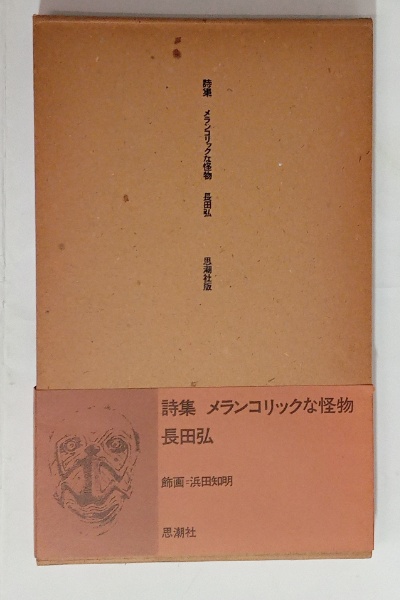 詩集 メランコリックな怪物 長田弘 思潮社版
詩集 メランコリックな怪物
長田弘
飾画=浜田知明
思潮社